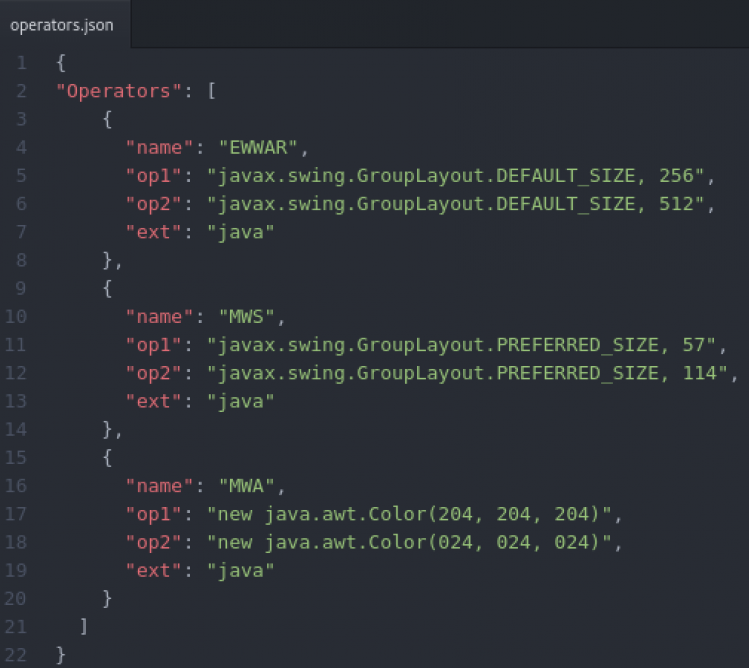 operators.json
1 {
2 "Operators": [
3 {
4 "name": "EWWAR",
5 "op1": "javax.swing.GroupLayout.DEFAULT_SIZE, 256",
6 "op2": "javax.swing.GroupLayout.DEFAULT_SIZE, 512",
7 "ext": "java"
8 },
9 {
10 "name": "MWS",
11 "op1": "javax.swing.GroupLayout.PREFERRED_SIZE, 57",
12 "op2": "javax.swing.GroupLayout.PREFERRED_SIZE, 114",
13 "ext": "java"
14 },
15 {
16 "name": "MWA",
17 "op1": "new java.awt.Color(204, 204, 204)",
18 "op2": "new java.awt.Color(024, 024, 024)",
19 "ext": "java"
20 }
21 ]
22 }